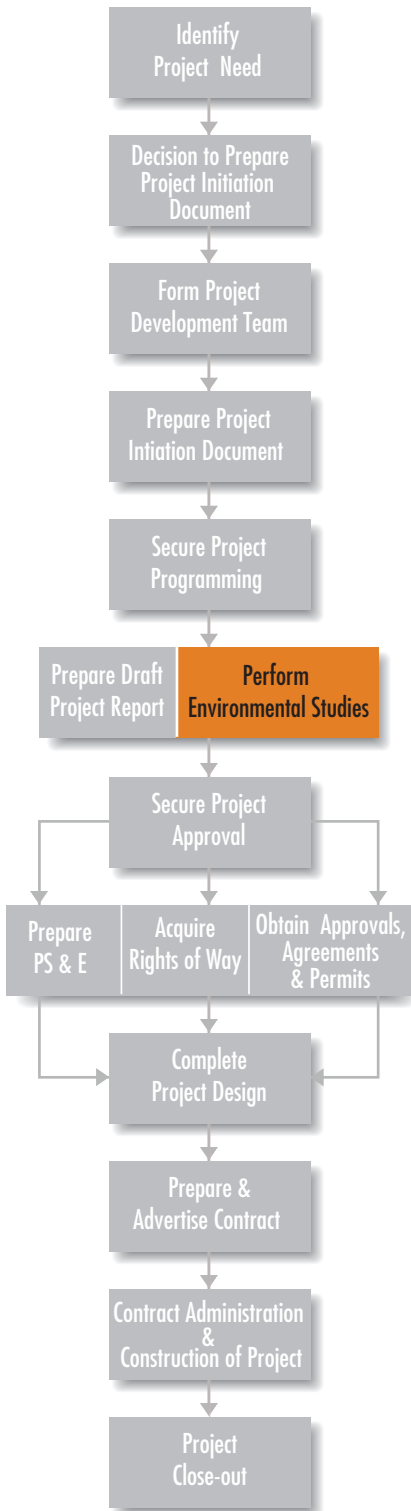 Identify
Project Need
Decision to Prepare
Project Initiation
Document
Form Project
Development Team
Prepare Project
Intiation Document
Secure Project
Programming
Prepare Draft
Project Report
Perform
Environmental Studies
Secure Project
Approval
Prepare
PS & E
Acquire
Rights of Way
Obtain Approvals,
Agreements
& Permits
Complete
Project Design
Prepare &
Advertise Contract
Contract Administration
&
Construction of Project
Project
Close-out